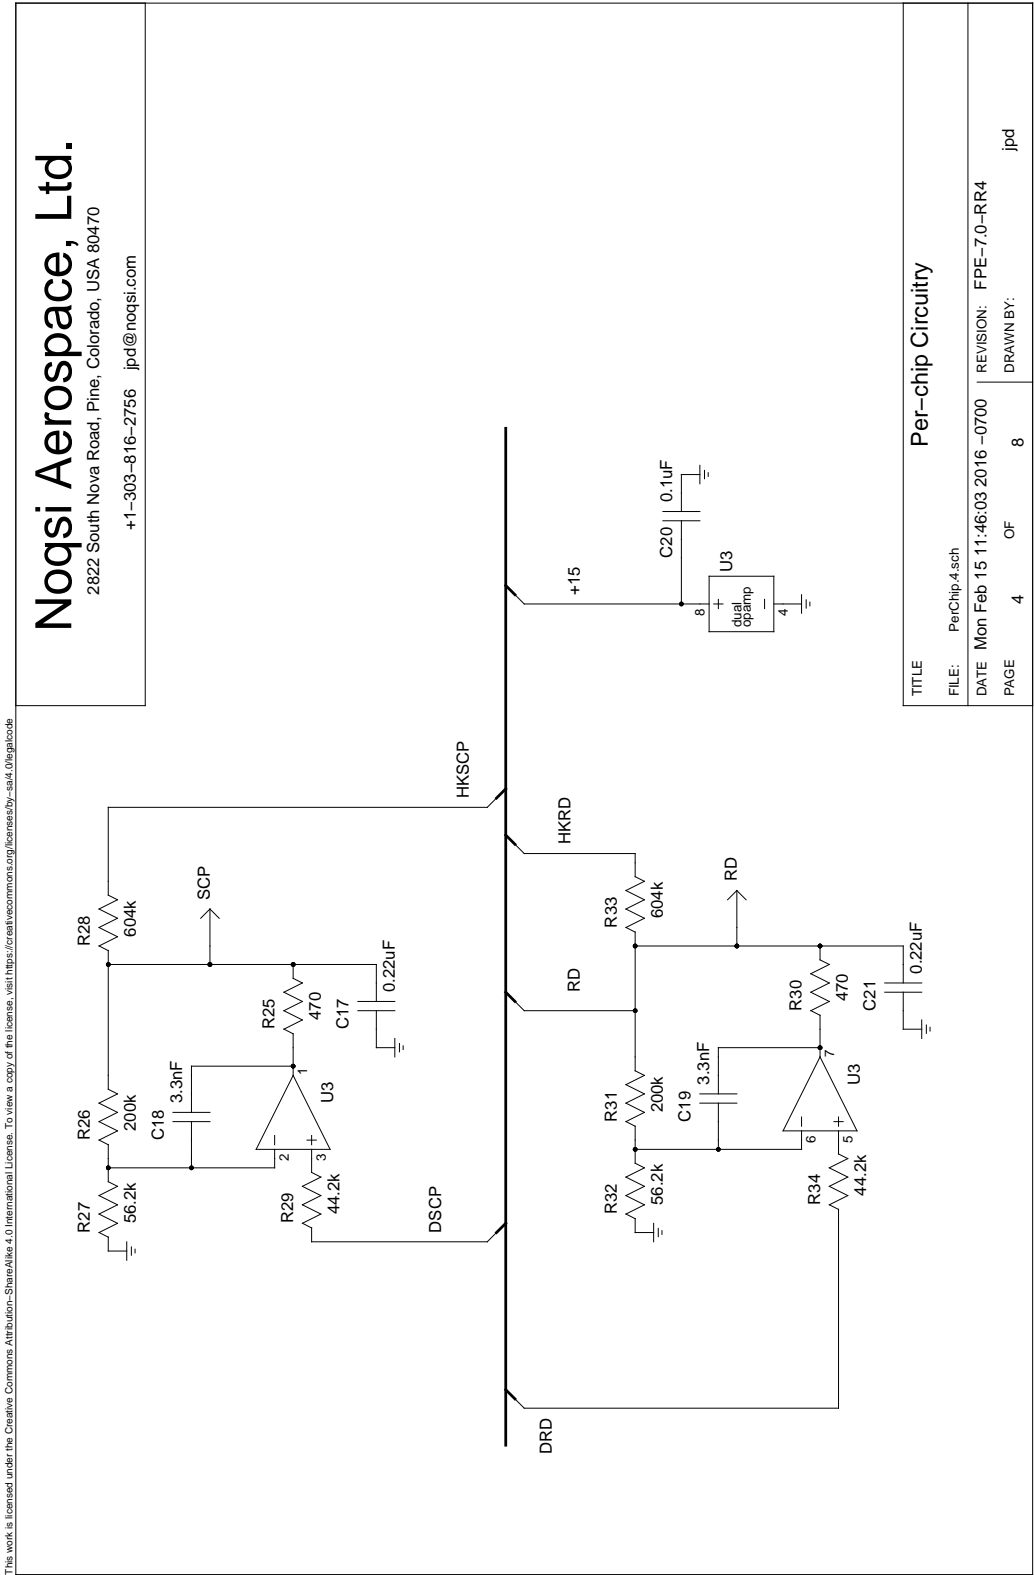 This work is licensed under the Creative Commons Attribution−ShareAlike 4.0 International License. To view a copy of the license, visit https://creativecommons.org/licenses/by−sa/4.0/legalcode
Noqsi Aerospace, Ltd.
2822 South Nova Road, Pine, Colorado, USA 80470
+1−303−816−2756 jpd@noqsi.com
R27
56.2k
R26
200k
R28
604k
C18
3.3nF
SCP
2
3
1
U3
R29
44.2k
R25
470
C17
0.22uF
DSCP
HKSCP
DRD
RD
HKRD
+15
R32
56.2k
R31
200k
R33
604k
C19
3.3nF
RD
6
5
7
U3
R34
44.2k
R30
470
C21
0.22uF
C20
0.1uF
8
+
dual
opamp
−
4
U3
TITLE
Per−chip Circuitry
FILE: PerChip.4.sch
DATE Mon Feb 15 11:46:03 2016 −0700
REVISION: FPE−7.0−RR4
PAGE 4 OF 8
DRAWN BY: jpd